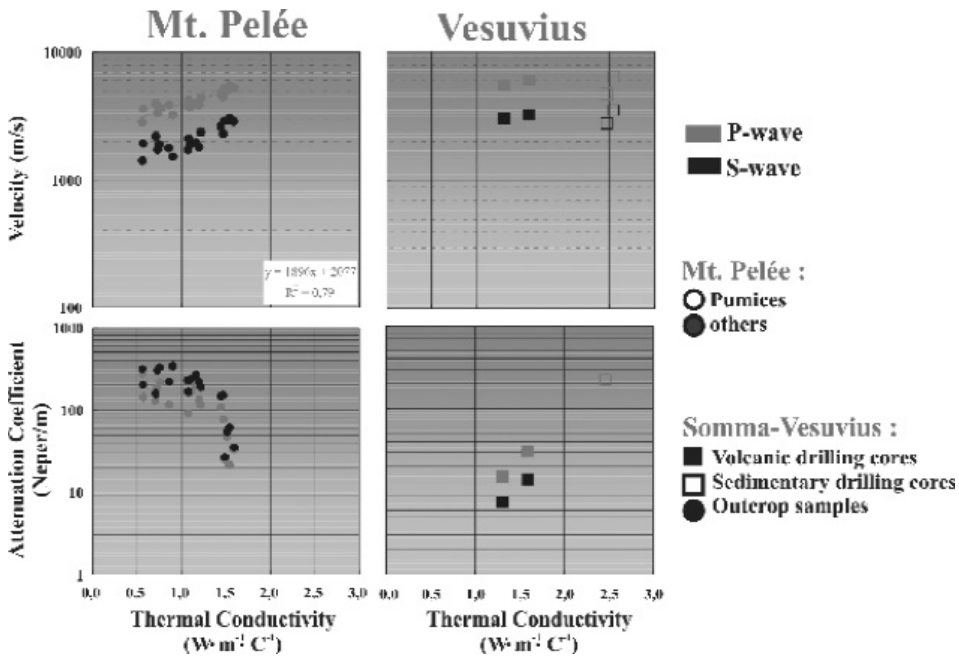 Mt. Pelée
Vesuvius
10000
1000
100
Velocity (m/s)
y = 1896x + 2077
R² = 0,79
P-wave
S-wave
Mt. Pelée :
Pumices
others
1000
100
10
1
Attenuation Coefficient
(Neper/m)
Somma-Vesuvius :
Volcanic drilling cores
Sedimentary drilling cores
Outcrop samples
0,0 0,5 1,0 1,5 2,0 2,5 3,0
0,0 0,5 1,0 1,5 2,0 2,5 3,0
Thermal Conductivity
(W·m⁻¹ C⁻¹)
Thermal Conductivity
(W·m⁻¹ C⁻¹)